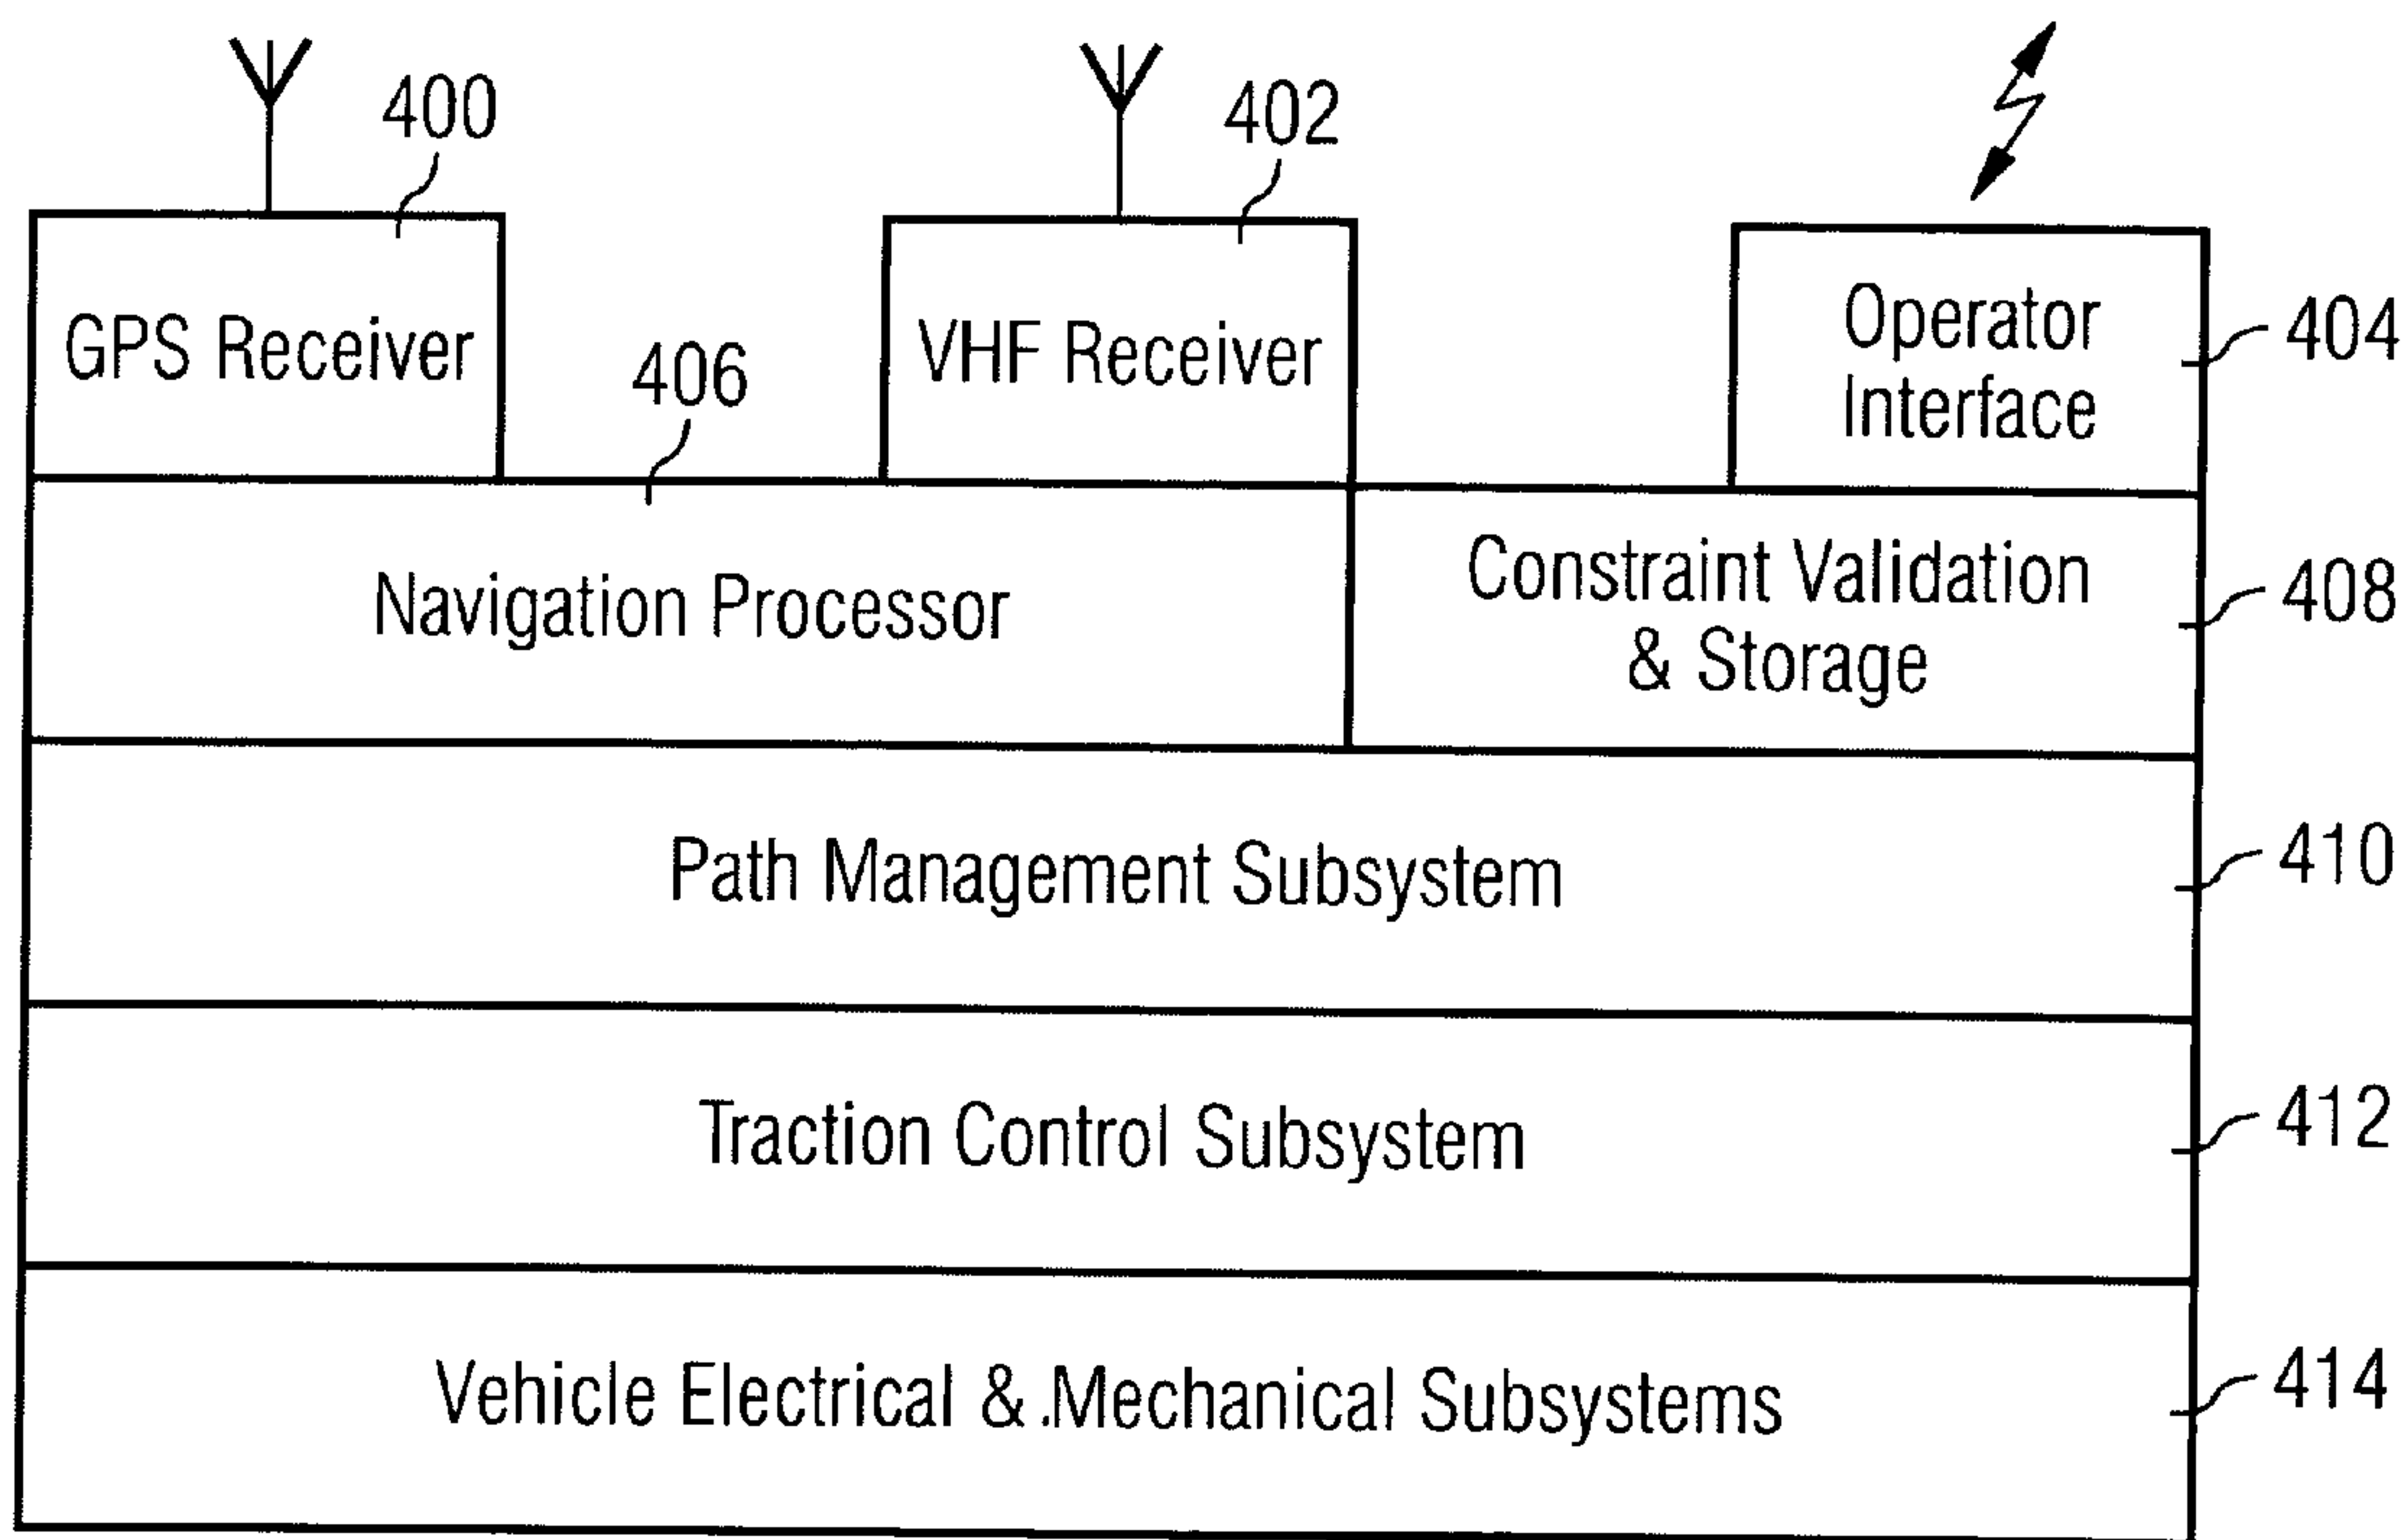 400
402
GPS Receiver
VHF Receiver
Operator
Interface
404
406
Navigation Processor
Constraint Validation
& Storage
408
Path Management Subsystem
410
Traction Control Subsystem
412
Vehicle Electrical & Mechanical Subsystems
414